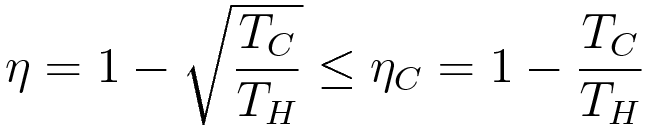 η = 1 − √(T_C/T_H) ≤ η_C = 1 − T_C/T_H